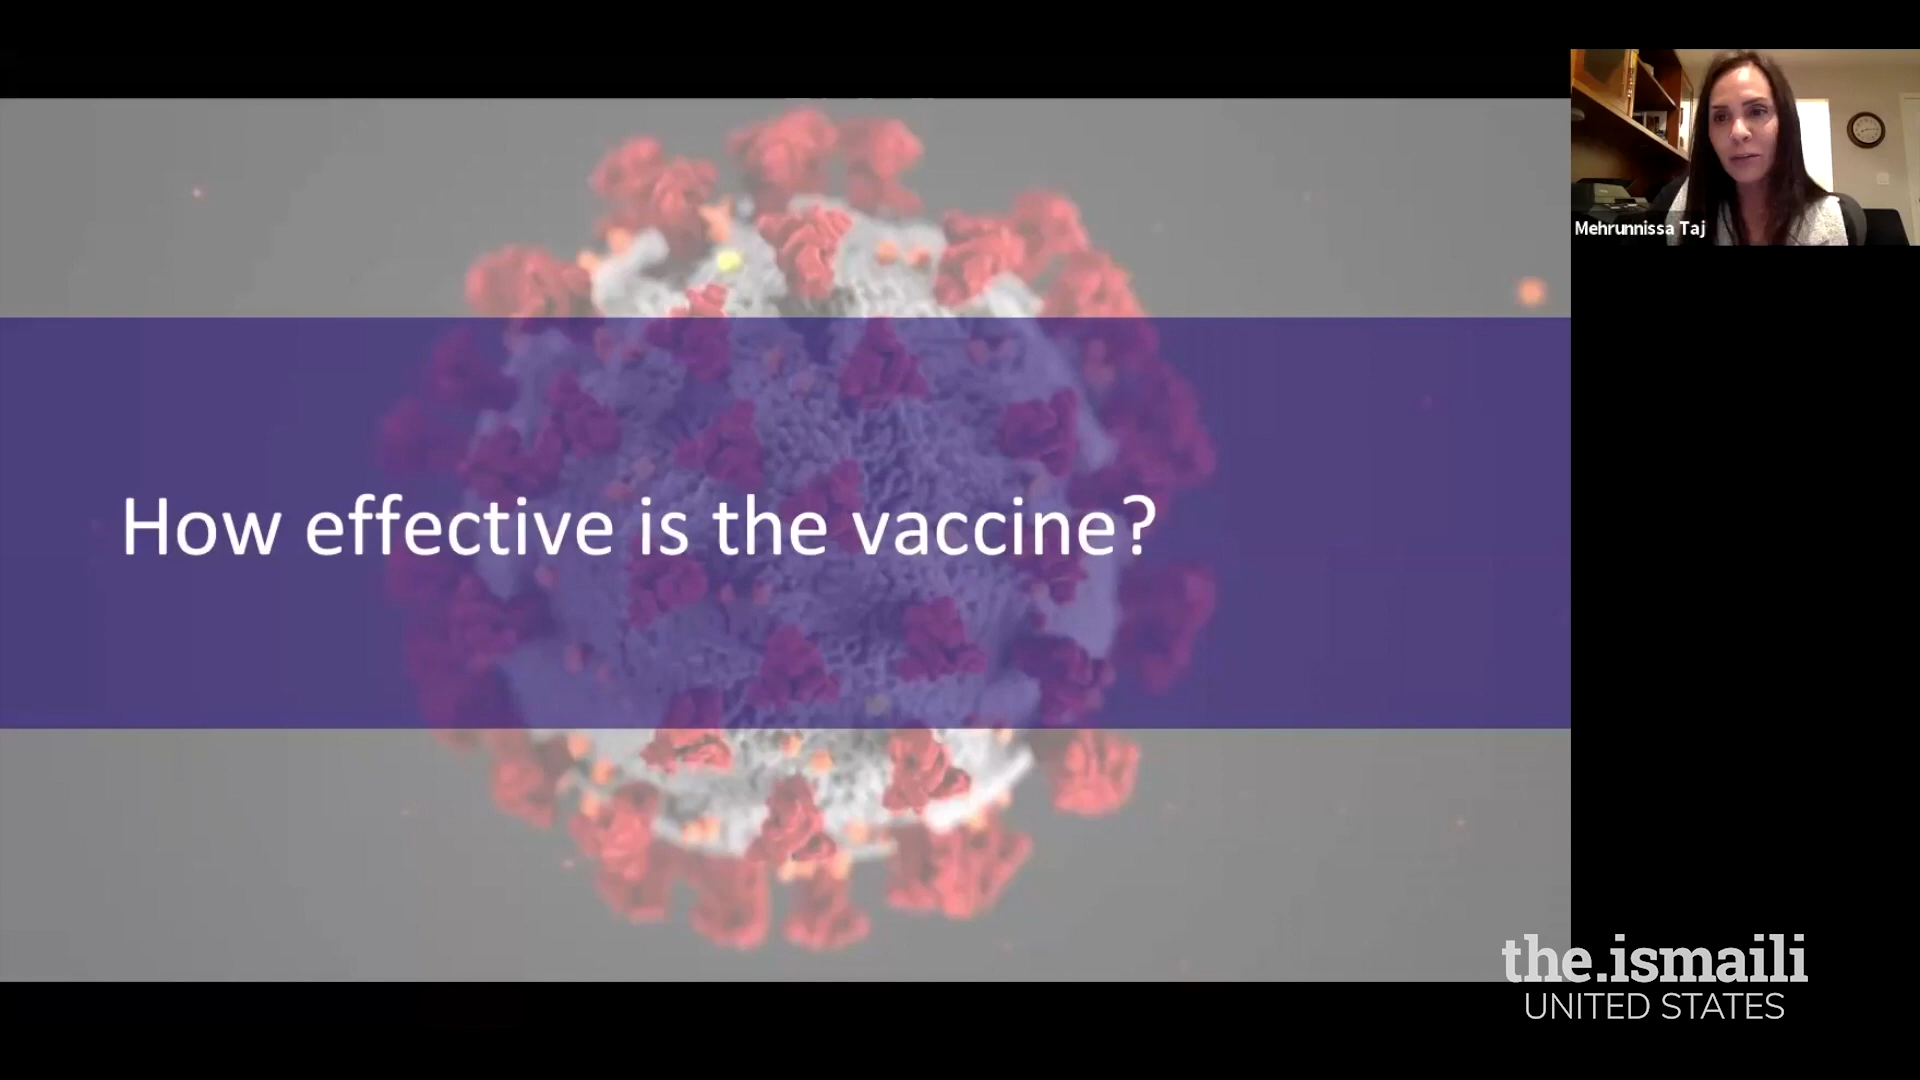 How effective is the vaccine?
Mehrunnissa Taj
the.ismaili
UNITED STATES